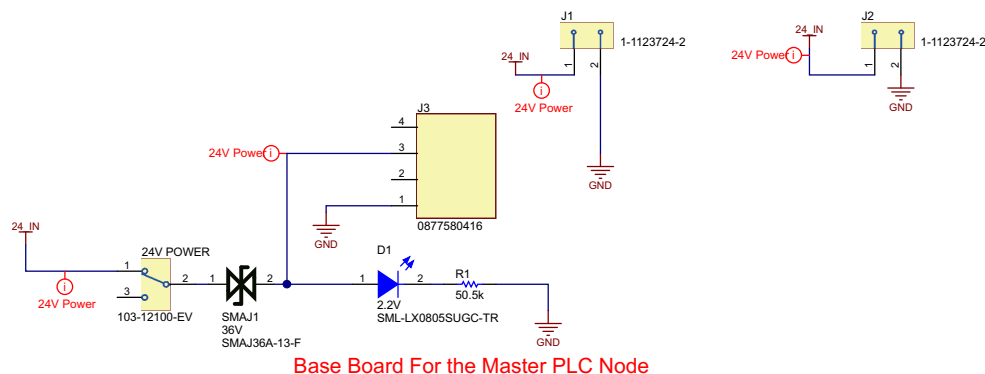 J1
J2
1-1123724-2
1-1123724-2
24_IN
24_IN
24V Power
i
1
2
1
2
i
24V Power
GND
J3
4
24V Power
i
3
2
1
GND
GND
0877580416
24_IN
24V POWER
D1
1
2
1
2
1
2
R1
i
3
50.5k
24V Power
2.2V
103-12100-EV
SMAJ1
SML-LX0805SUGC-TR
36V
GND
SMAJ36A-13-F
Base Board For the Master PLC Node